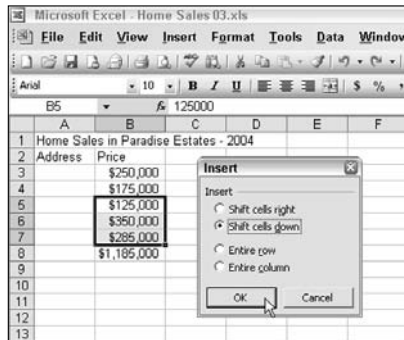 Microsoft Excel - Home Sales 03.xls
File Edit View Insert Format Tools Data Window
Arial 10 B I U $ %
B5 fx 125000
A B C D E F
1 Home Sales in Paradise Estates - 2004
2 Address Price
3 $250,000
4 $175,000
5 $125,000
6 $350,000
7 $285,000
8 $1,185,000
9
10
11
12
13
Insert
Insert
Shift cells right
Shift cells down
Entire row
Entire column
OK Cancel